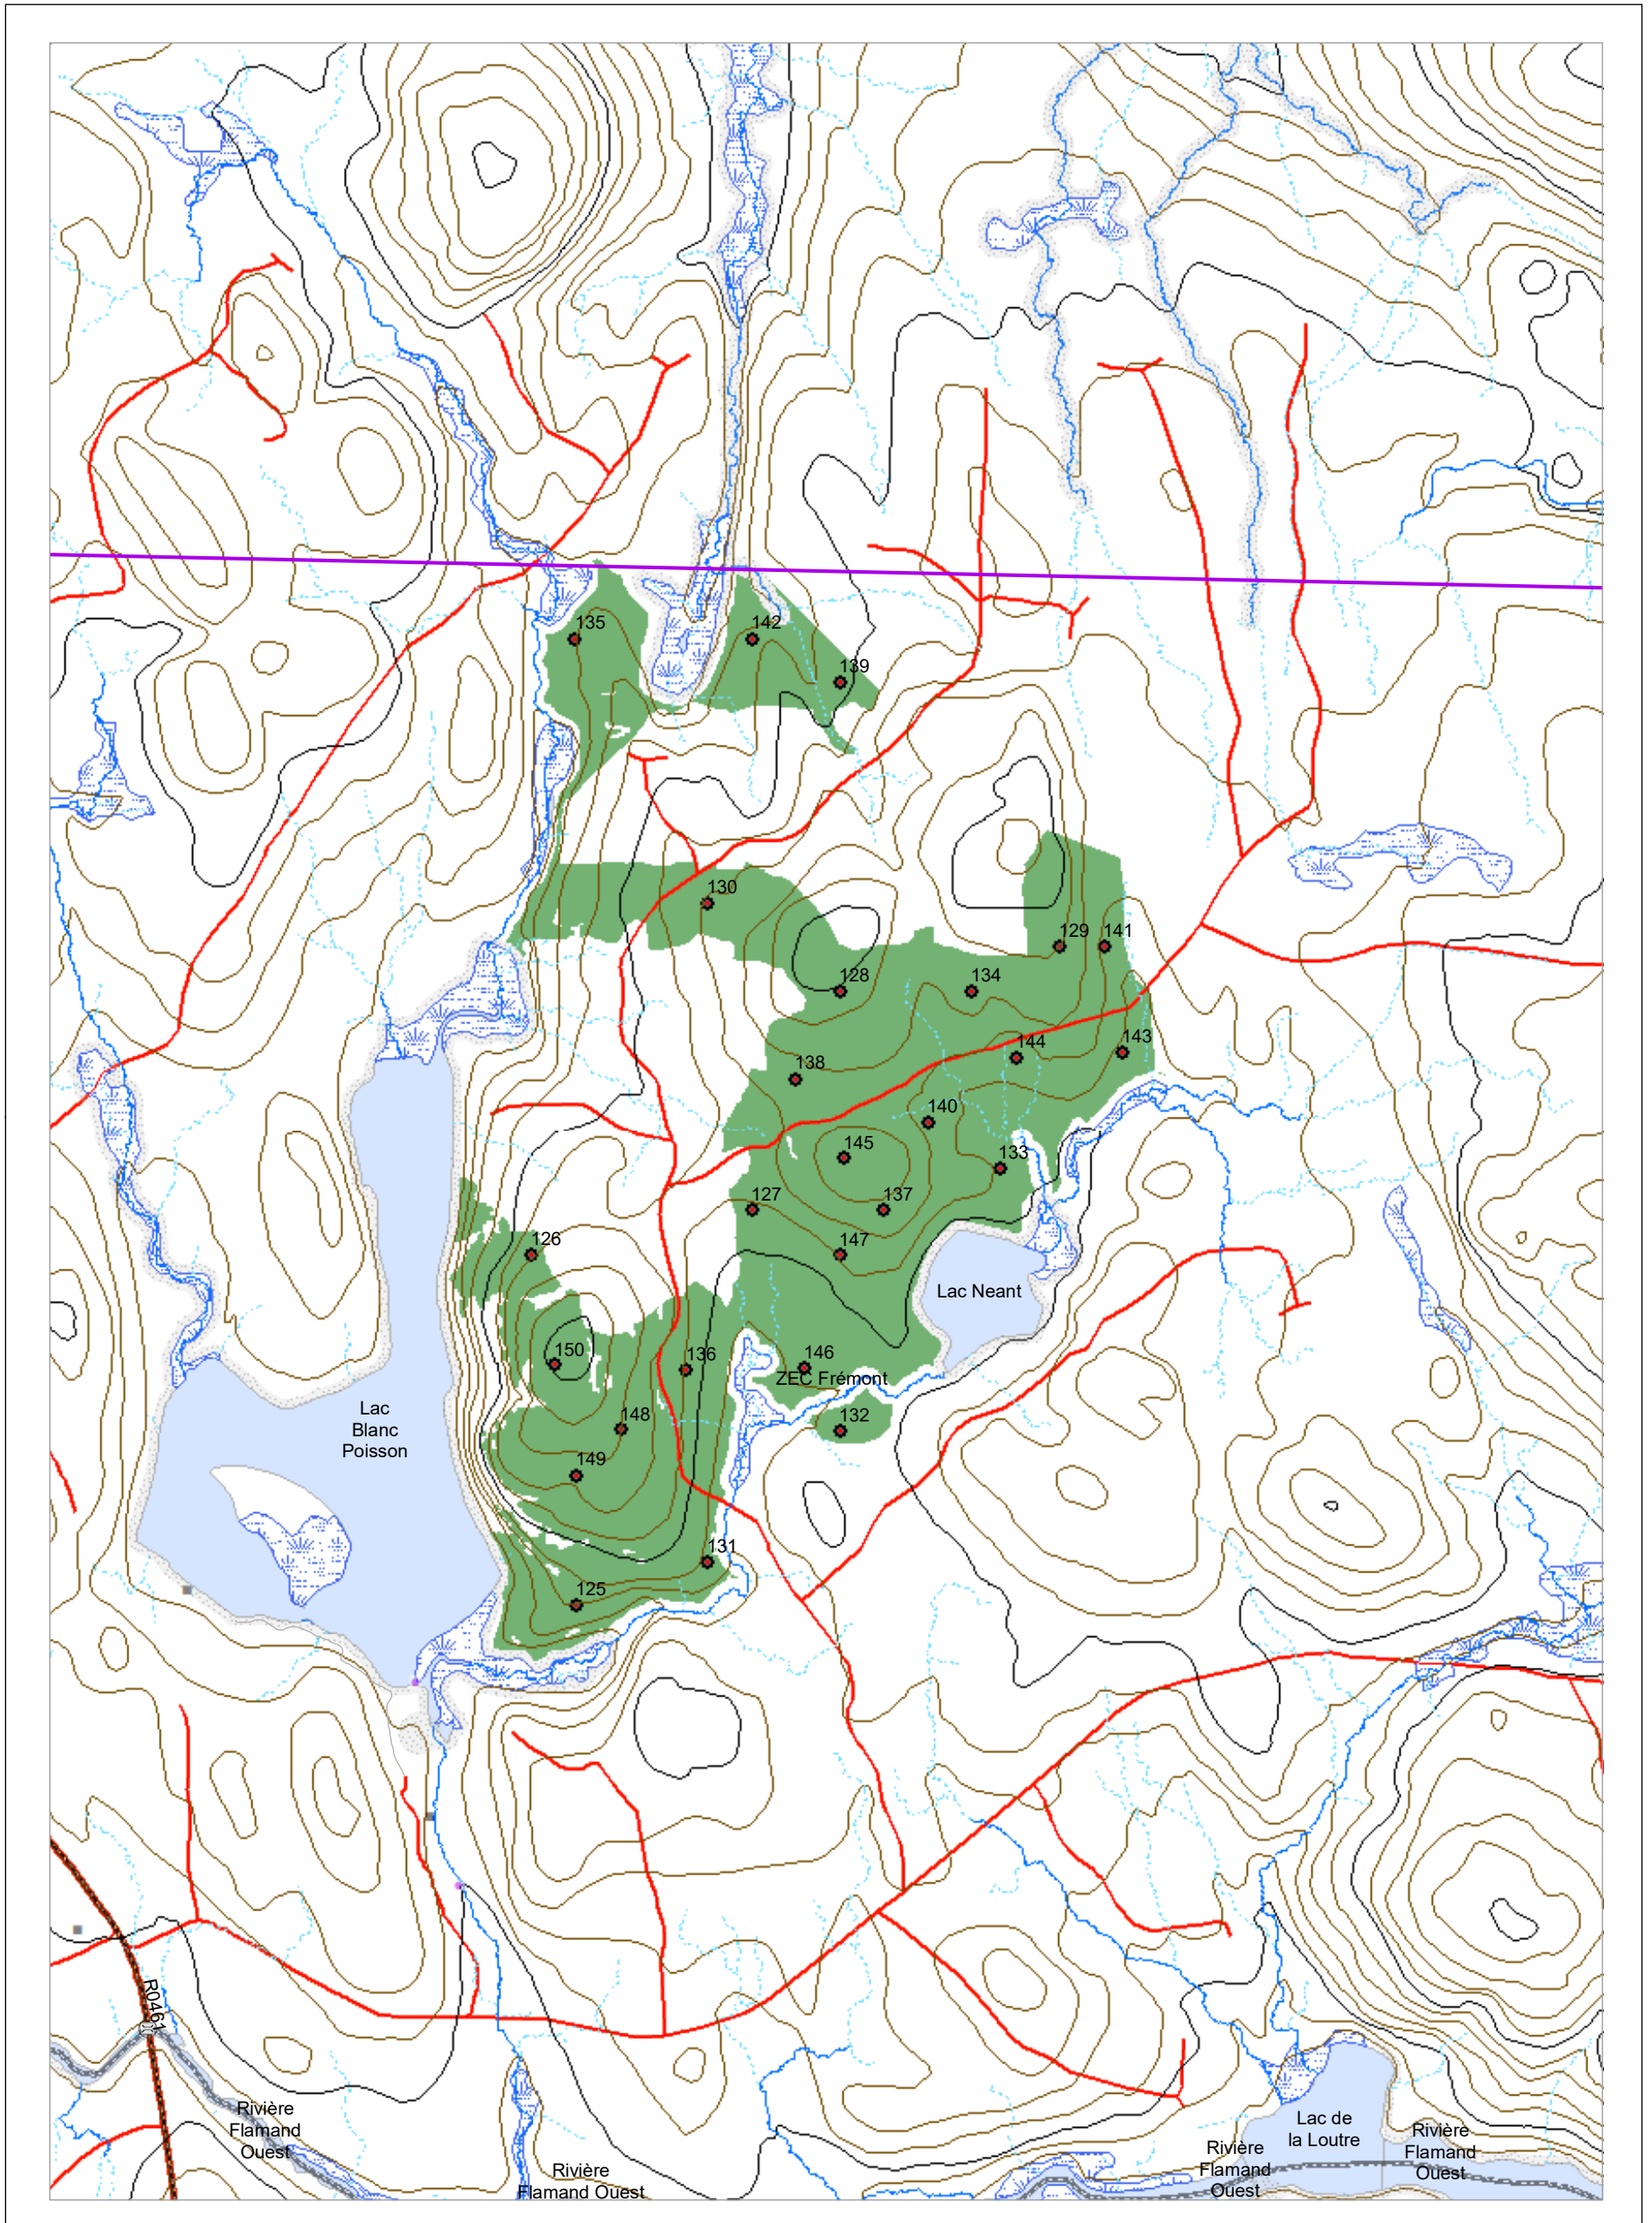 135
142
139
130
129
141
128
134
144
143
138
140
145
133
127
137
126
147
Lac Neant
150
136
146
ZEC Frémont
Lac
Blanc
Poisson
148
132
149
131
125
R0461
Rivière
Flamand
Ouest
Rivière
Flamand Ouest
Rivière
Flamand
Ouest
Lac de
la Loutre
Rivière
Flamand
Ouest